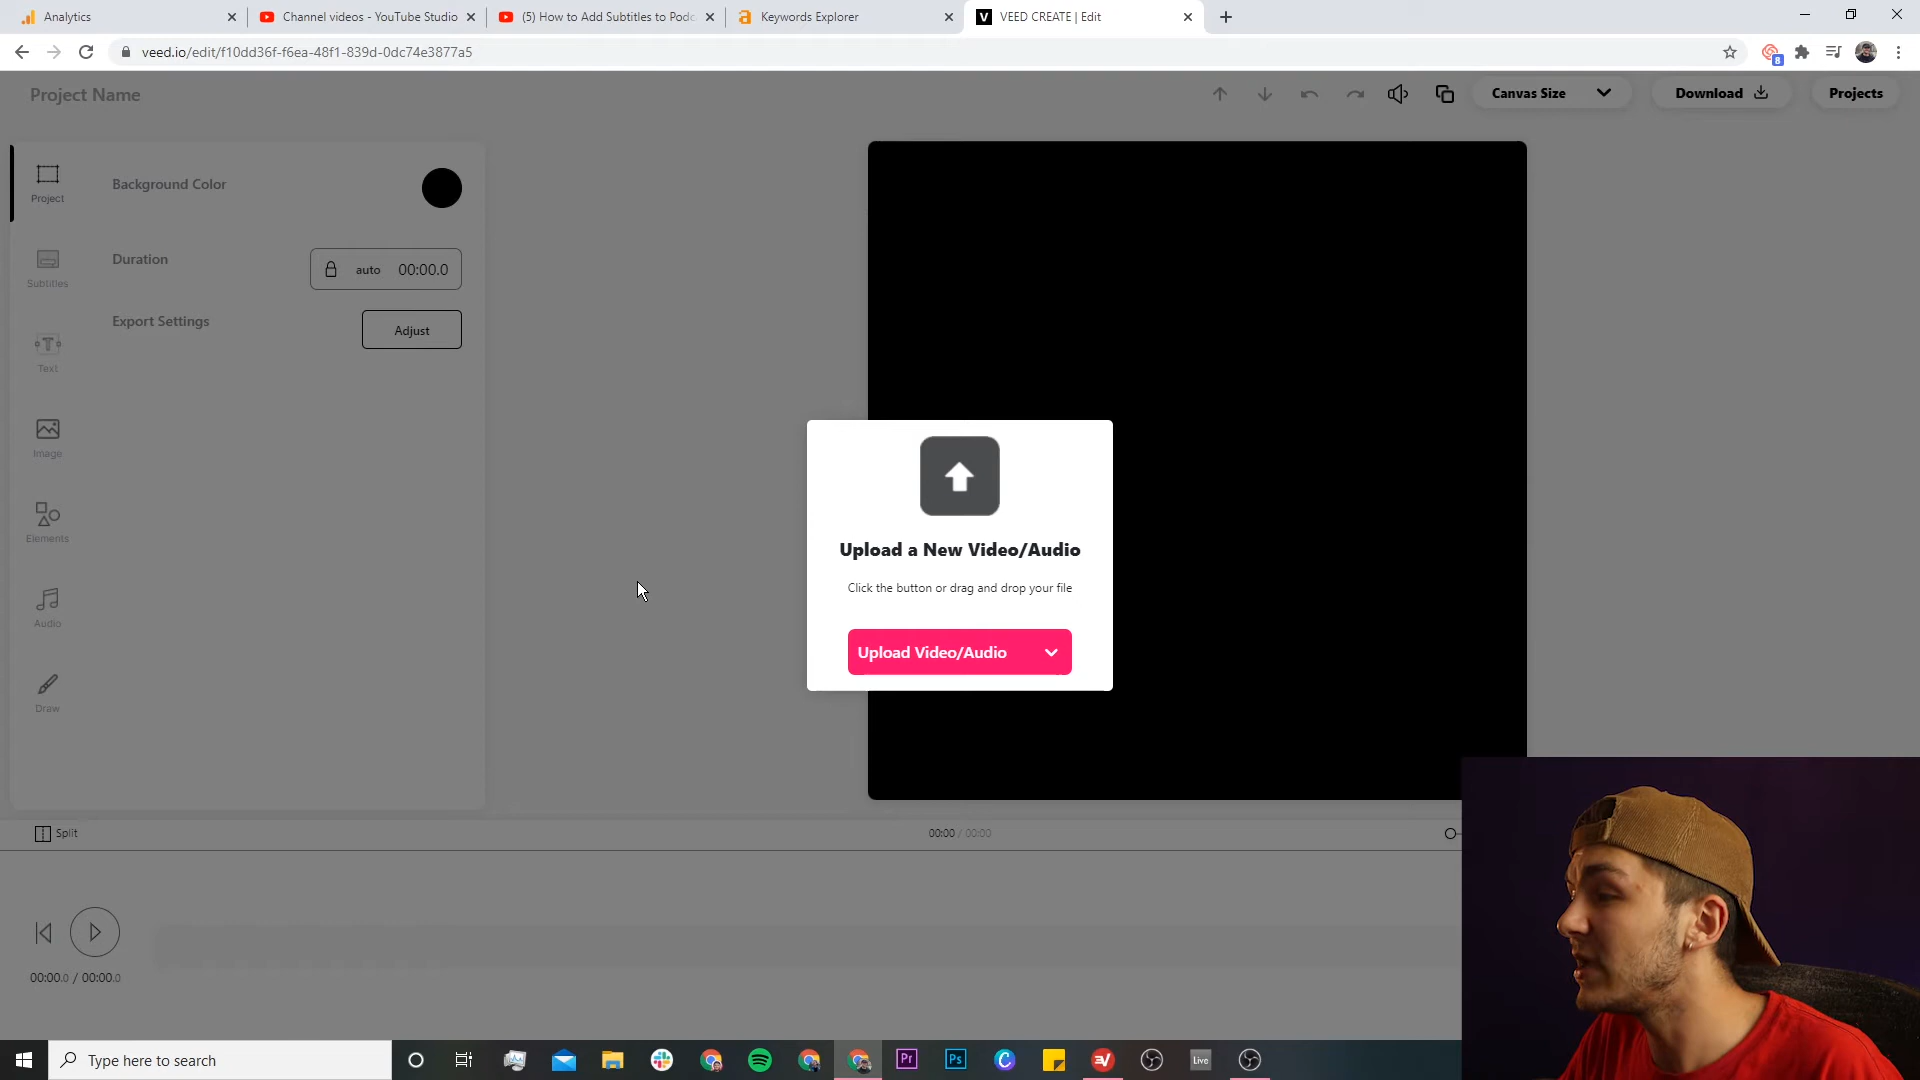 Analytics
Channel videos - YouTube Studio
(5) How to Add Subtitles to Podc
Keywords Explorer
V VEED CREATE | Edit
veed.io/edit/f10dd36f-f6ea-48f1-839d-0dc74e3877a5
8
Project Name
Canvas Size
Download
Projects
Project
Background Color
Subtitles
Duration
auto 00:00.0
Export Settings
Adjust
Text
Image
Elements
Audio
Draw
Upload a New Video/Audio
Click the button or drag and drop your file
Upload Video/Audio
Split
00:00 / 00:00
00:00.0 / 00:00.0
Type here to search
Pr
Ps
Live